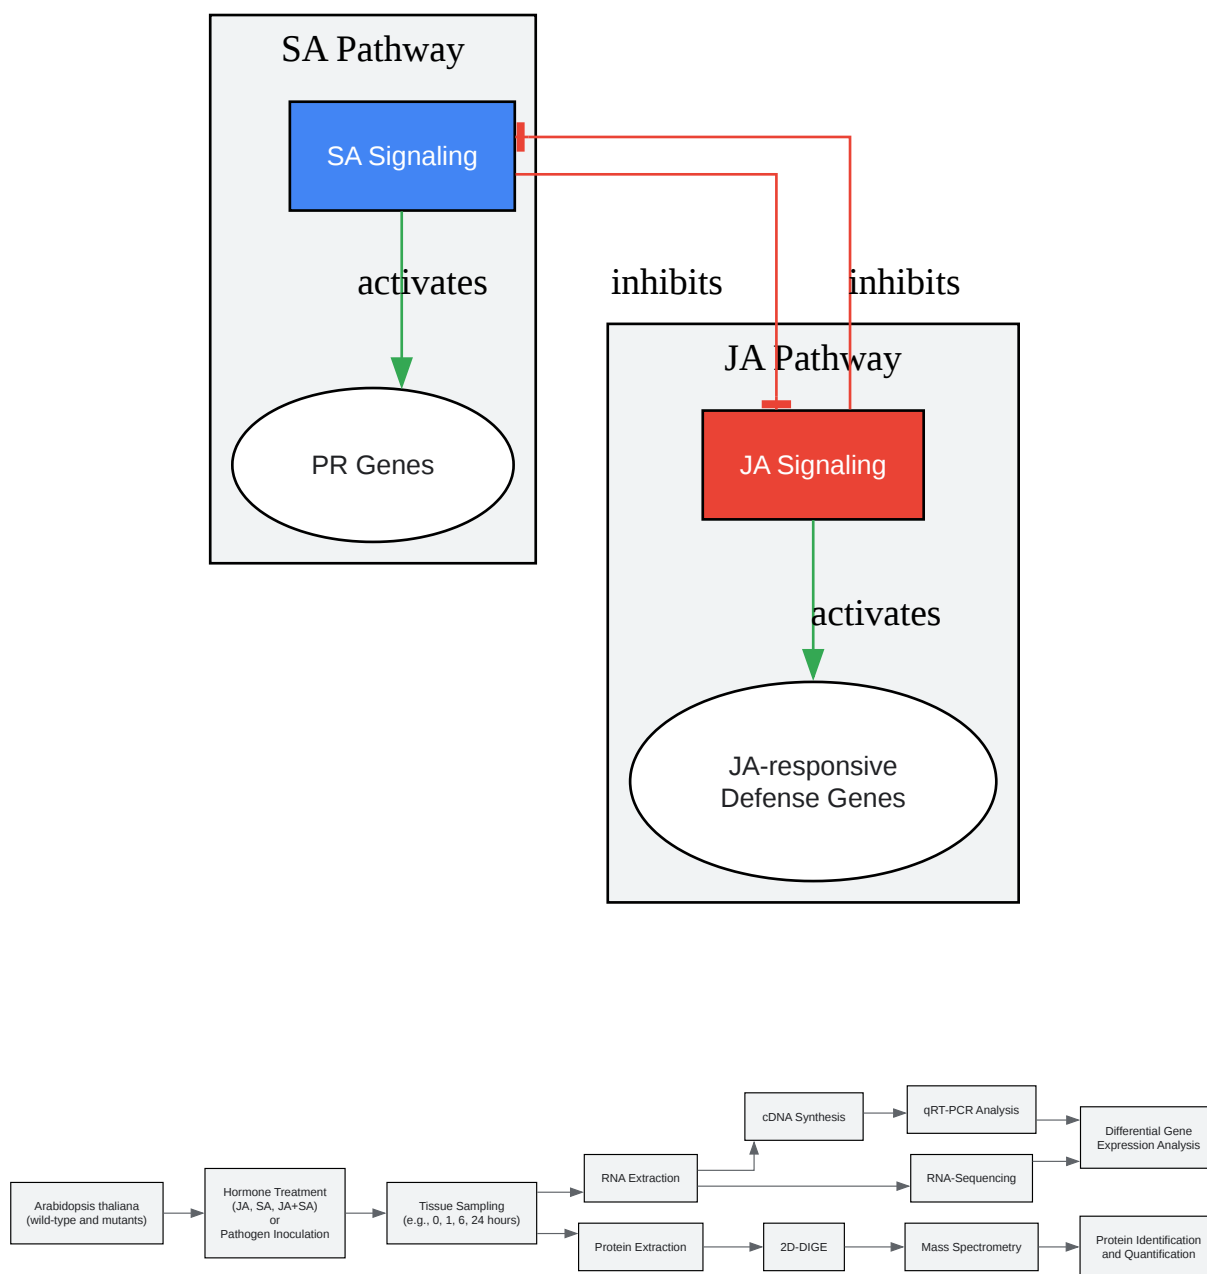 SA Pathway
SA Signaling
activates
inhibits
inhibits
PR Genes
JA Pathway
JA Signaling
activates
JA-responsive
Defense Genes
Arabidopsis thaliana
(wild-type and mutants)
Hormone Treatment
(JA, SA, JA+SA)
or
Pathogen Inoculation
Tissue Sampling
(e.g., 0, 1, 6, 24 hours)
RNA Extraction
cDNA Synthesis
qRT-PCR Analysis
RNA-Sequencing
Differential Gene
Expression Analysis
Protein Extraction
2D-DIGE
Mass Spectrometry
Protein Identification
and Quantification